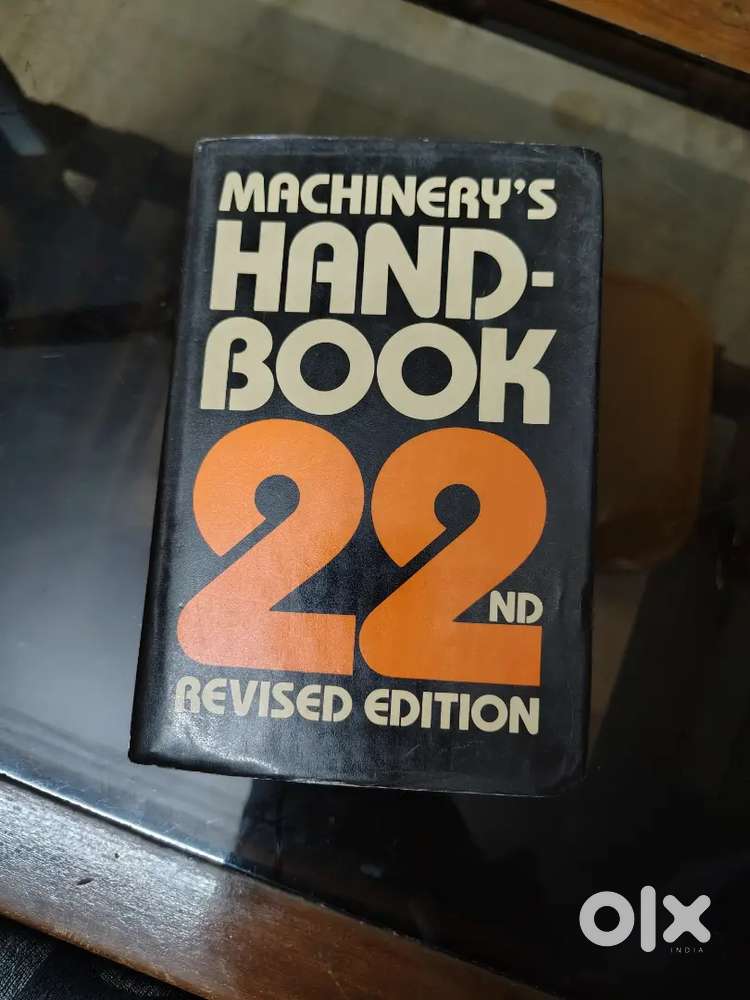 MACHINERY'S
HAND-
BOOK
22ND
REVISED EDITION
olx
INDIA